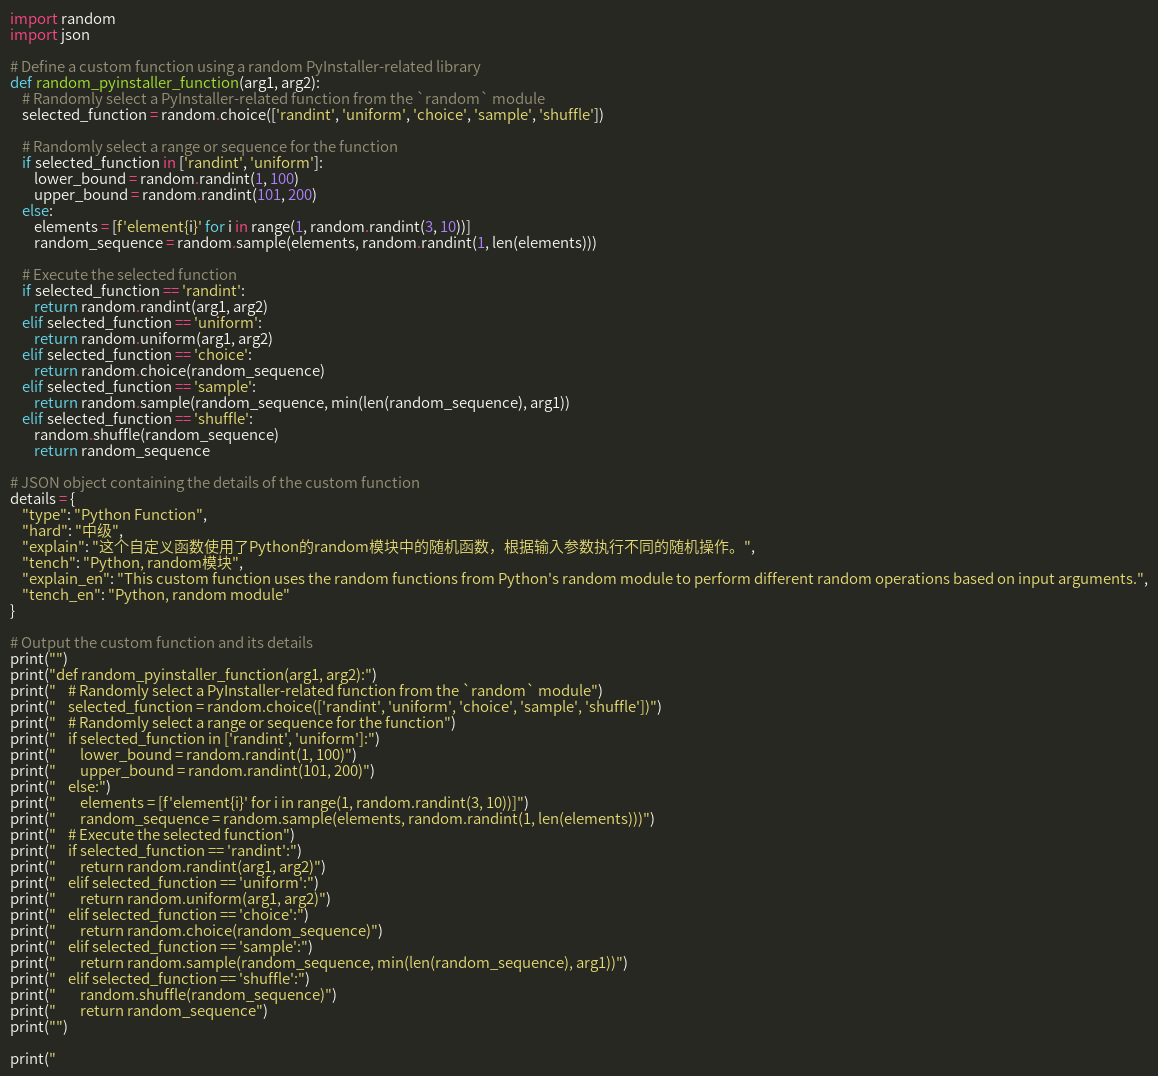 import random
import json

# Define a custom function using a random PyInstaller-related library
def random_pyinstaller_function(arg1, arg2):
    # Randomly select a PyInstaller-related function from the `random` module
    selected_function = random.choice(['randint', 'uniform', 'choice', 'sample', 'shuffle'])

    # Randomly select a range or sequence for the function
    if selected_function in ['randint', 'uniform']:
        lower_bound = random.randint(1, 100)
        upper_bound = random.randint(101, 200)
    else:
        elements = [f'element{i}' for i in range(1, random.randint(3, 10))]
        random_sequence = random.sample(elements, random.randint(1, len(elements)))

    # Execute the selected function
    if selected_function == 'randint':
        return random.randint(arg1, arg2)
    elif selected_function == 'uniform':
        return random.uniform(arg1, arg2)
    elif selected_function == 'choice':
        return random.choice(random_sequence)
    elif selected_function == 'sample':
        return random.sample(random_sequence, min(len(random_sequence), arg1))
    elif selected_function == 'shuffle':
        random.shuffle(random_sequence)
        return random_sequence

# JSON object containing the details of the custom function
details = {
    "type": "Python Function",
    "hard": "中级",
    "explain": "这个自定义函数使用了Python的random模块中的随机函数，根据输入参数执行不同的随机操作。",
    "tench": "Python, random模块",
    "explain_en": "This custom function uses the random functions from Python's random module to perform different random operations based on input arguments.",
    "tench_en": "Python, random module"
}

# Output the custom function and its details
print("")
print("def random_pyinstaller_function(arg1, arg2):")
print("    # Randomly select a PyInstaller-related function from the `random` module")
print("    selected_function = random.choice(['randint', 'uniform', 'choice', 'sample', 'shuffle'])")
print("    # Randomly select a range or sequence for the function")
print("    if selected_function in ['randint', 'uniform']:")
print("        lower_bound = random.randint(1, 100)")
print("        upper_bound = random.randint(101, 200)")
print("    else:")
print("        elements = [f'element{i}' for i in range(1, random.randint(3, 10))]")
print("        random_sequence = random.sample(elements, random.randint(1, len(elements)))")
print("    # Execute the selected function")
print("    if selected_function == 'randint':")
print("        return random.randint(arg1, arg2)")
print("    elif selected_function == 'uniform':")
print("        return random.uniform(arg1, arg2)")
print("    elif selected_function == 'choice':")
print("        return random.choice(random_sequence)")
print("    elif selected_function == 'sample':")
print("        return random.sample(random_sequence, min(len(random_sequence), arg1))")
print("    elif selected_function == 'shuffle':")
print("        random.shuffle(random_sequence)")
print("        return random_sequence")
print("")

print("